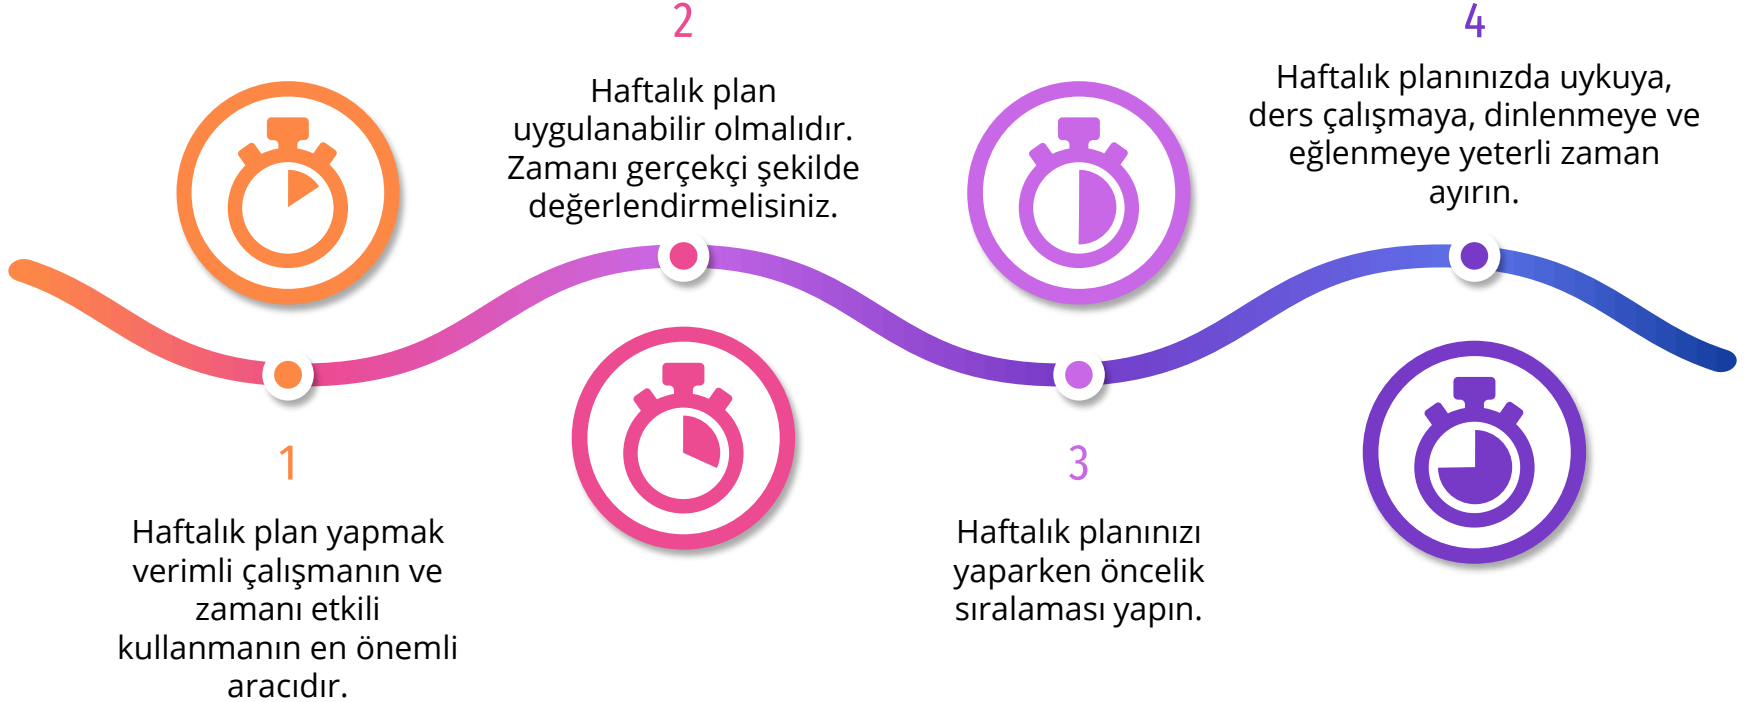 1
Haftalık plan yapmak
verimli çalışmanın ve
zamanı etkili
kullanmanın en önemli
aracıdır.
2
Haftalık plan
uygulanabilir olmalıdır.
Zamanı gerçekçi şekilde
değerlendirmelisiniz.
3
Haftalık planınızı
yaparken öncelik
sıralaması yapın.
4
Haftalık planınızda uykuya,
ders çalışmaya, dinlenmeye ve
eğlenmeye yeterli zaman
ayırın.